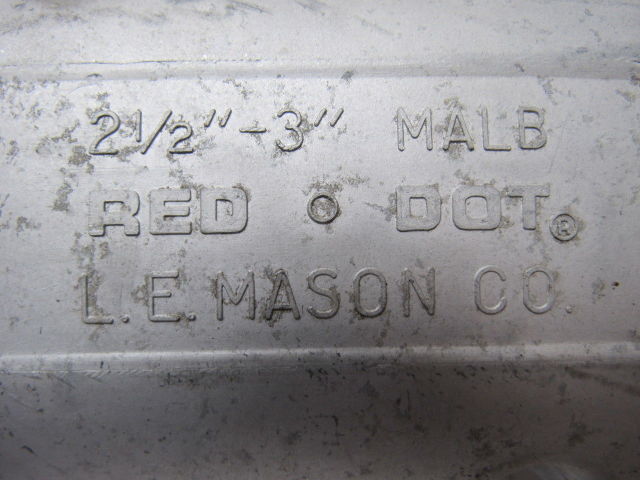 2½"-3" MALB
RED • DOT®
L.E. MASON CO.